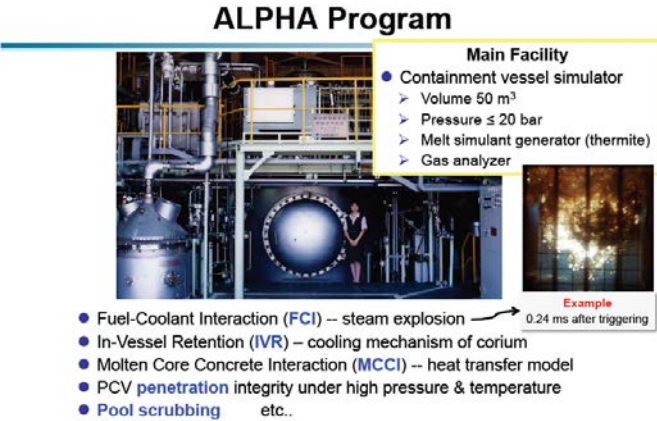 ALPHA Program
Main Facility
● Containment vessel simulator
➢ Volume 50 m³
➢ Pressure ≤ 20 bar
➢ Melt simulant generator (thermite)
➢ Gas analyzer
Example
0.24 ms after triggering
● Fuel-Coolant Interaction (FCI) -- steam explosion
● In-Vessel Retention (IVR) – cooling mechanism of corium
● Molten Core Concrete Interaction (MCCI) -- heat transfer model
● PCV penetration integrity under high pressure & temperature
● Pool scrubbing etc..